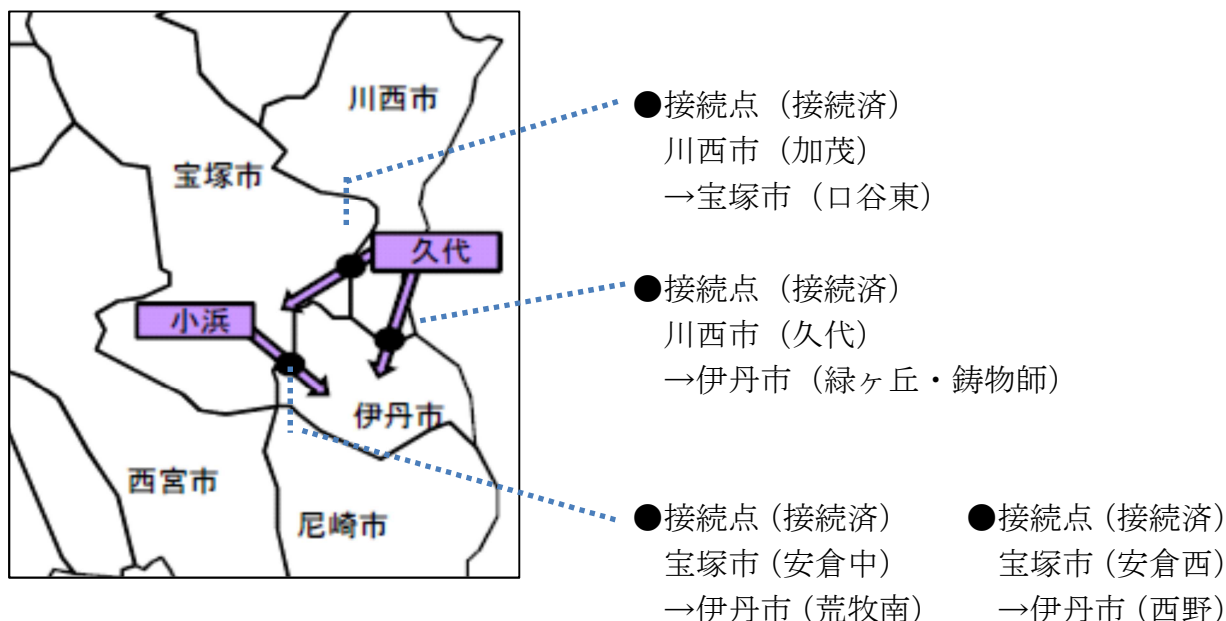 川西市
宝塚市
久代
小浜
伊丹市
西宮市
尼崎市
●接続点（接続済）
川西市（加茂）
→宝塚市（口谷東）
●接続点（接続済）
川西市（久代）
→伊丹市（緑ヶ丘・鋳物師）
●接続点（接続済）
宝塚市（安倉中）
→伊丹市（荒牧南）
●接続点（接続済）
宝塚市（安倉西）
→伊丹市（西野）